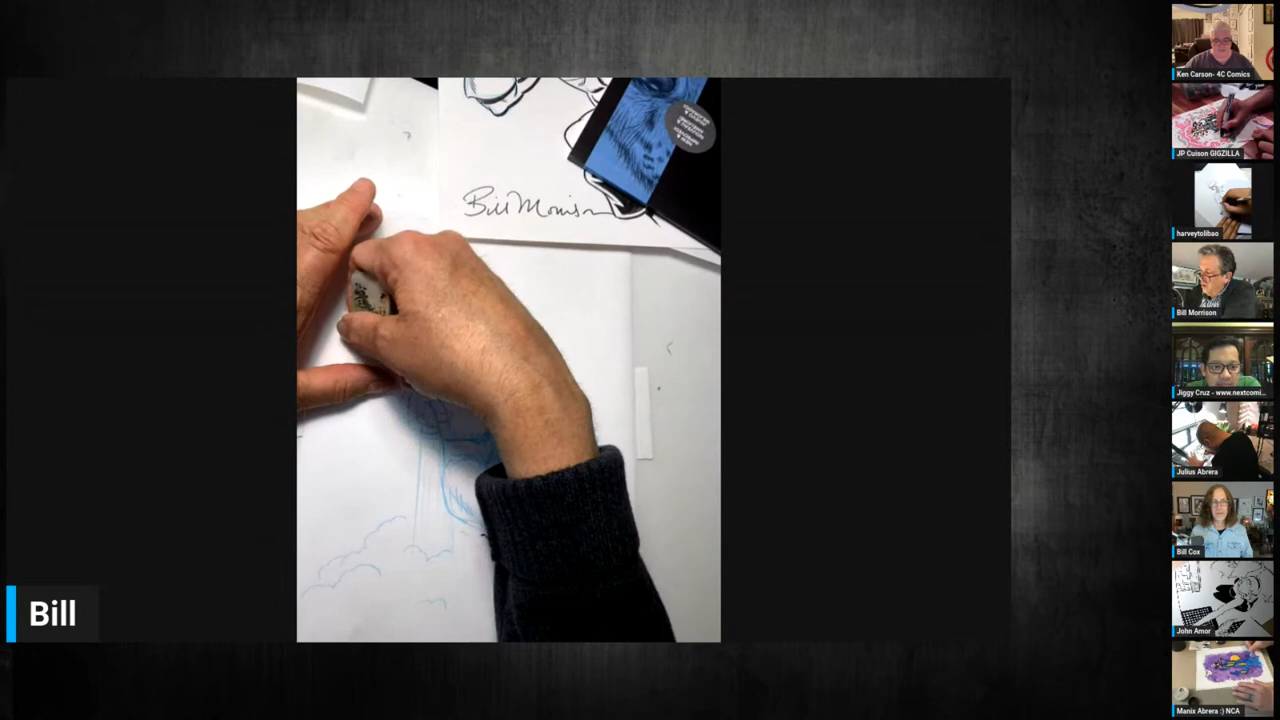 Bill Morrison
Bill
Ken Carson- 4C Comics
JP Cuison GIGZILLA
harveytolibao
Bill Morrison
Jiggy Cruz - www.nextcomi...
Julius Abrera
Bill Cox
John Amor
Manix Abrera :) NCA